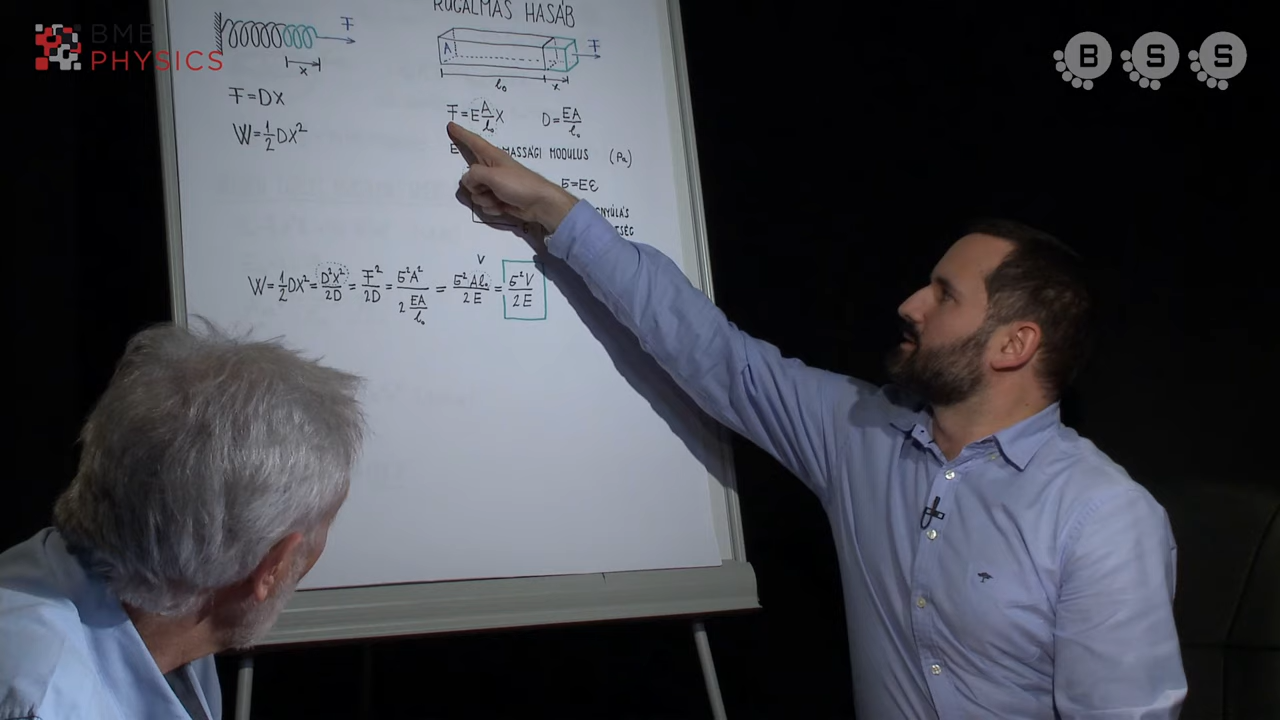 BME
PHYSICS
B S S
RUGALMAS HASÁB
F
x
A
F
l₀ x
F=Dx
W=½Dx²
F=E A/l₀ x D=EA/l₀
MODULUS (Pa)
σ=Eε
V
W=½Dx²=D²x²/2D=F²/2D=σ²A²/(2 EA/l₀)=σ²Al₀/2E=σ²V/2E